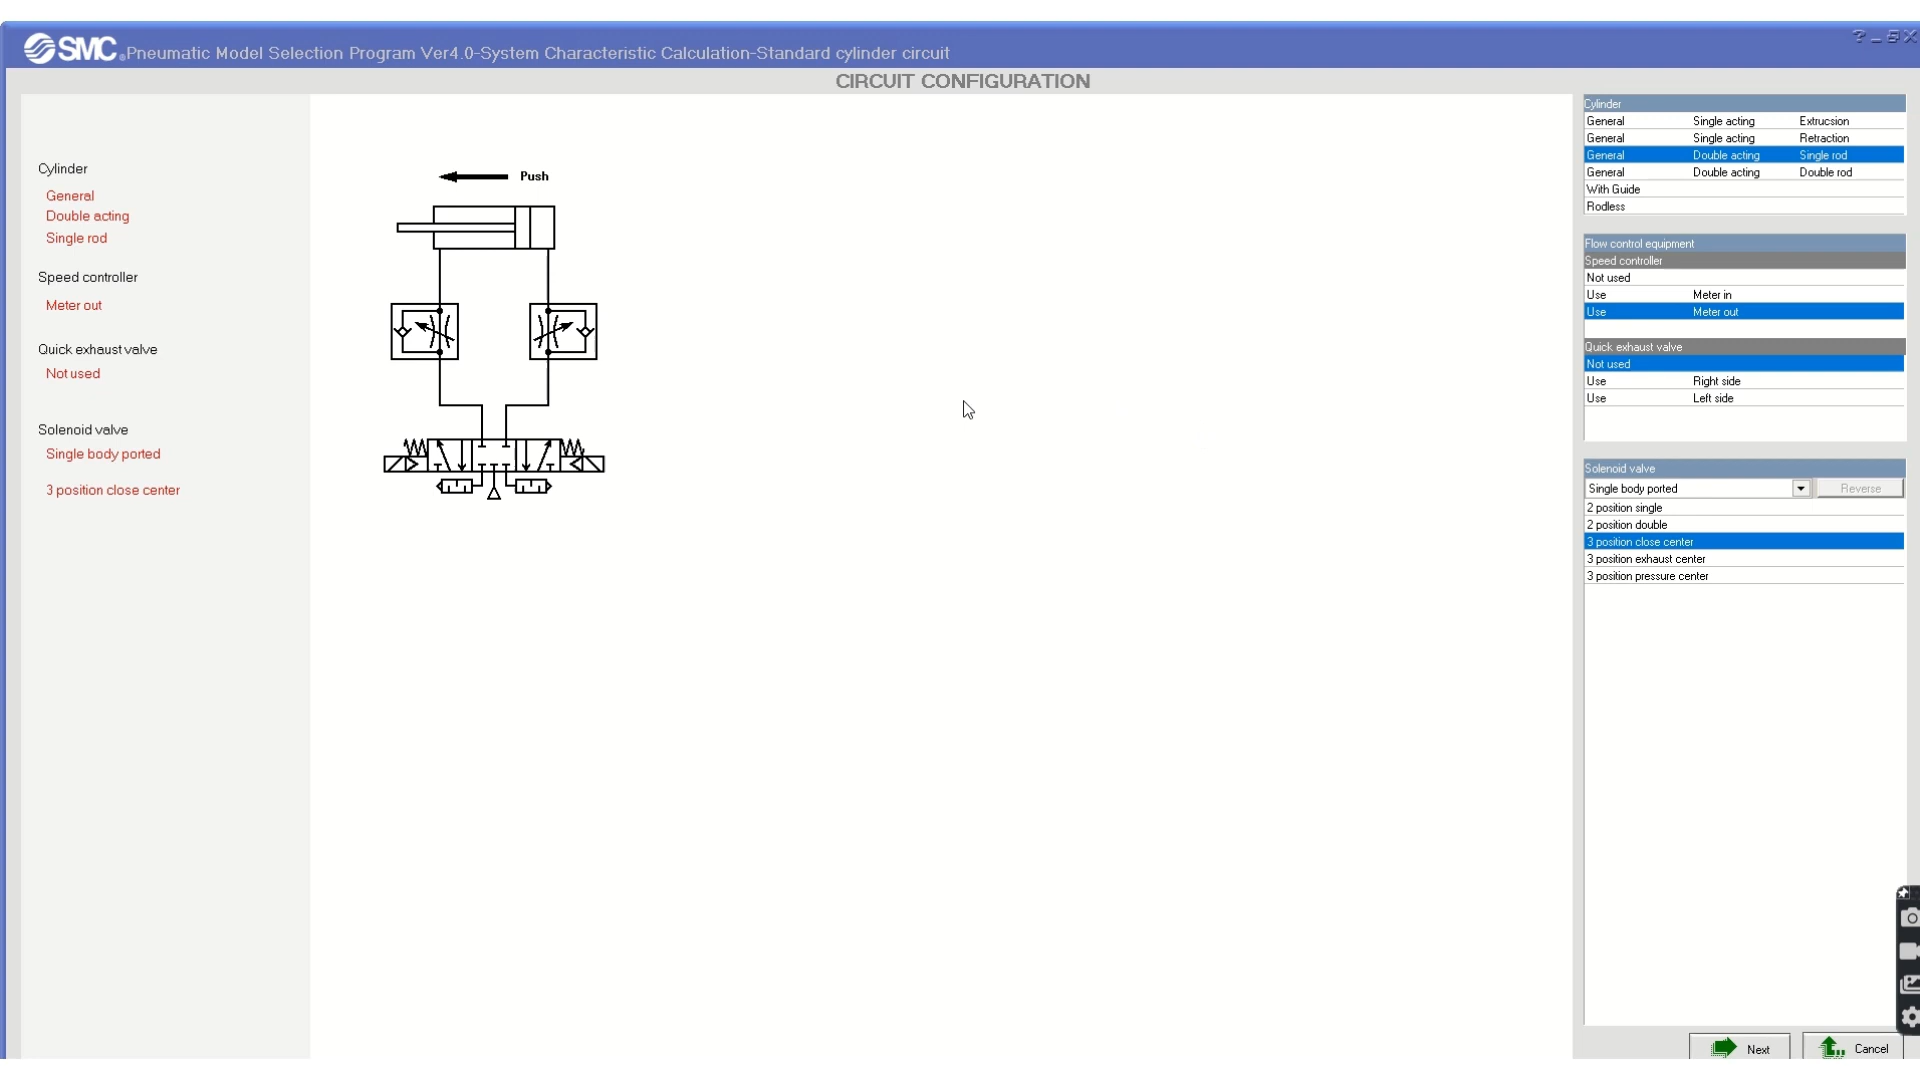 SMC Pneumatic Model Selection Program Ver4.0-System Characteristic Calculation-Standard cylinder circuit
CIRCUIT CONFIGURATION
Cylinder
General
Double acting
Single rod
Speed controller
Meter out
Quick exhaust valve
Not used
Solenoid valve
Single body ported
3 position close center
Push
Cylinder
General Single acting Extrucsion
General Single acting Retraction
General Double acting Single rod
General Double acting Double rod
With Guide
Rodless
Flow control equipment
Speed controller
Not used
Use Meter in
Use Meter out
Quick exhaust valve
Not used
Use Right side
Use Left side
Solenoid valve
Single body ported Reverse
2 position single
2 position double
3 position close center
3 position exhaust center
3 position pressure center
Next Cancel